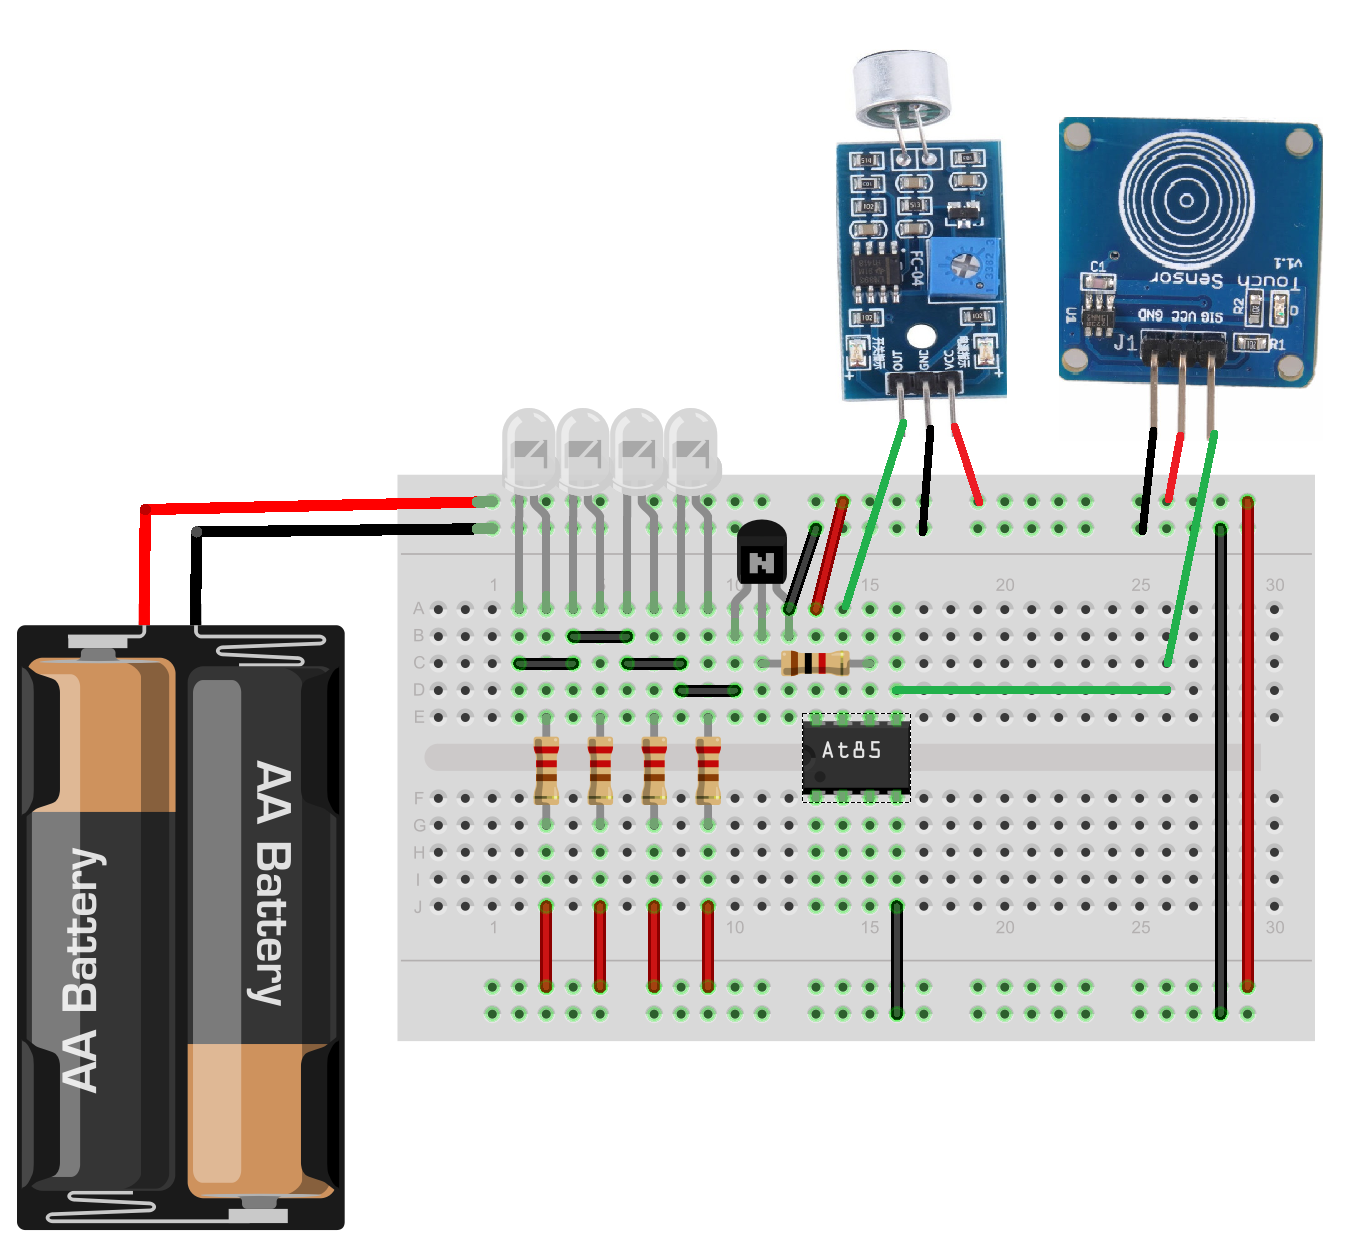 FC-04
OUT
GND
VCC
Touch
Sensor
v1.1
C1
U1
R2
D
R1
J1
GND
VCC
SIG
N
1
15
20
25
30
A
B
C
D
E
At85
F
G
H
I
J
1
10
15
20
25
30
AA Battery
AA Battery